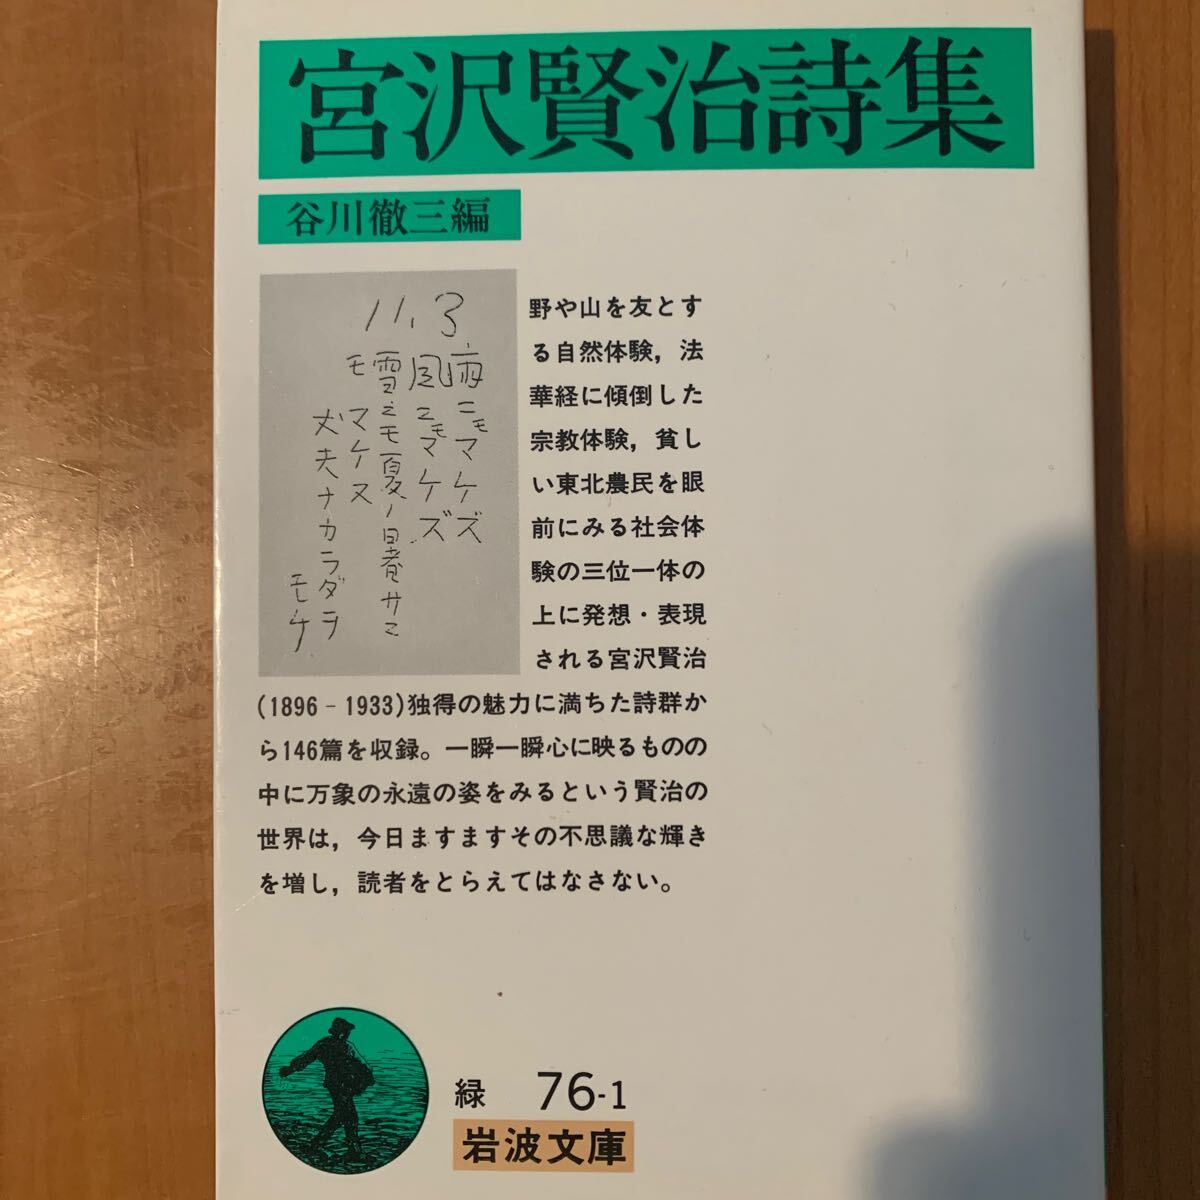 宮沢賢治詩集
谷川徹三編
11.3
雨ニモマケズ
風ニモマケズ
雪ニモ夏ノ暑サニ
モマケヌ
丈夫ナカラダヲ
モチ
野や山を友とす
る自然体験，法
華経に傾倒した
宗教体験，貧し
い東北農民を眼
前にみる社会体
験の三位一体の
上に発想・表現
される宮沢賢治
(1896－1933)独得の魅力に満ちた詩群か
ら146篇を収録。一瞬一瞬心に映るものの
中に万象の永遠の姿をみるという賢治の
世界は，今日ますますその不思議な輝き
を増し，読者をとらえてはなさない。
緑 76-1
岩波文庫